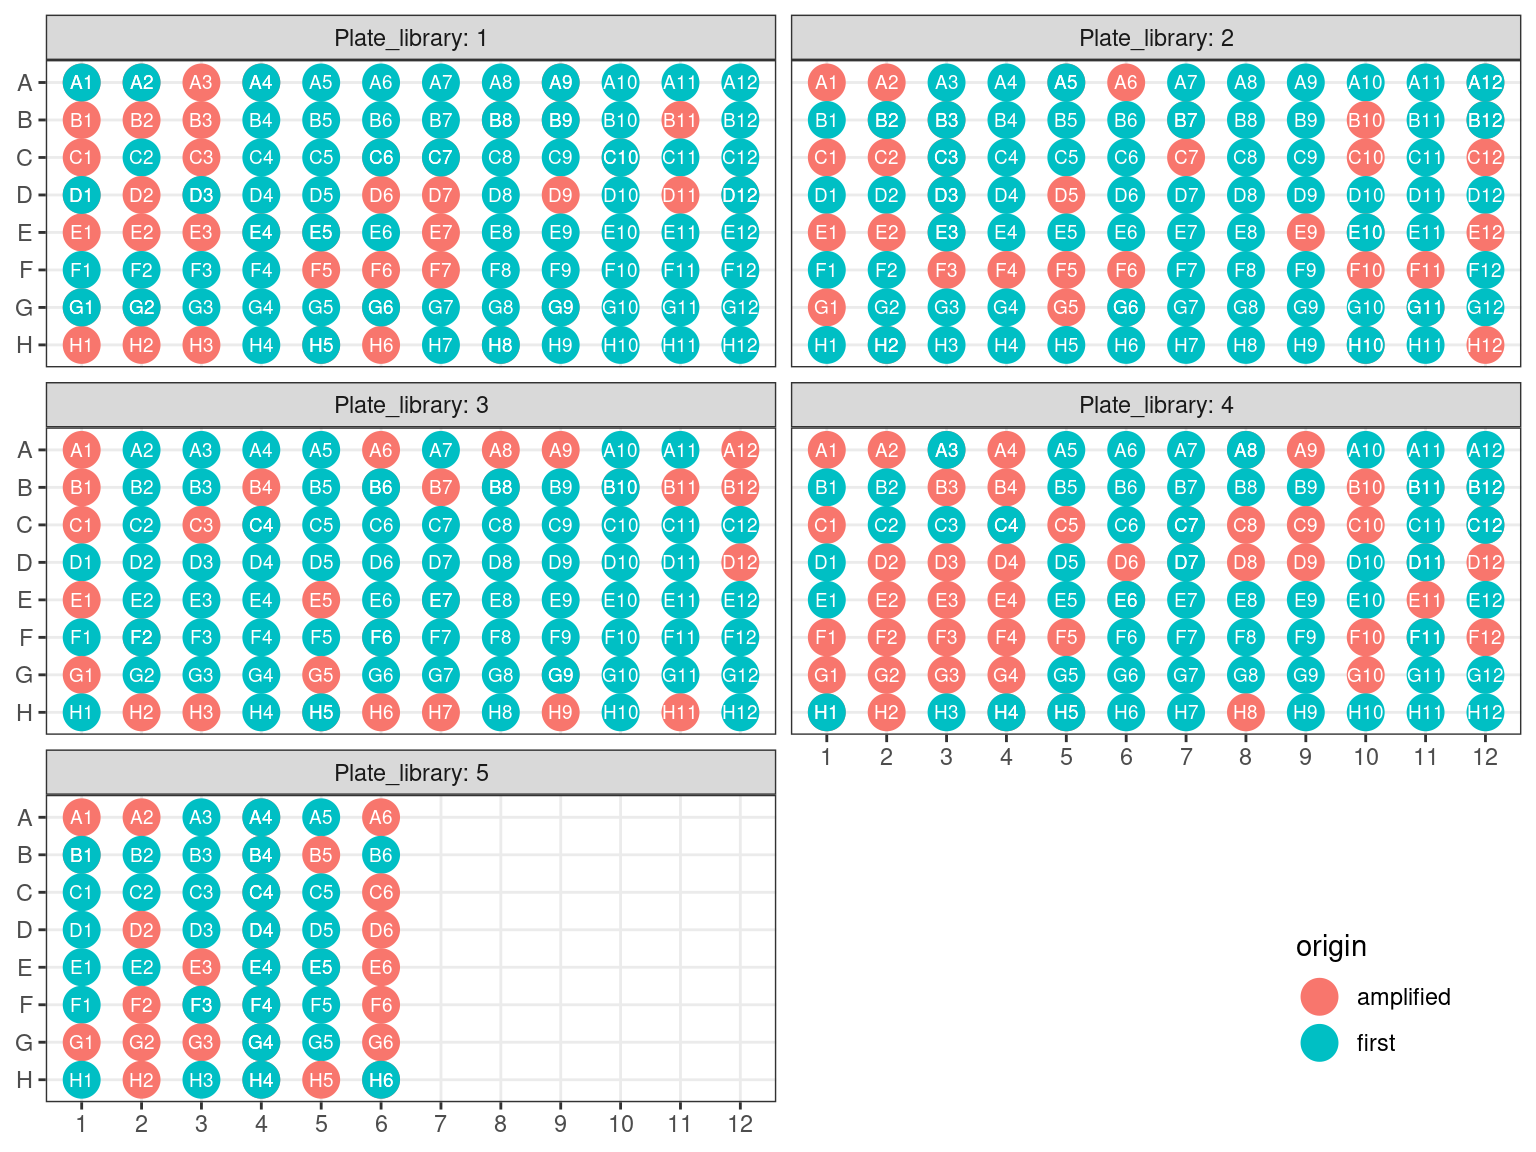 Plate_library: 1
A A1 A2 A3 A4 A5 A6 A7 A8 A9 A10 A11 A12
B B1 B2 B3 B4 B5 B6 B7 B8 B9 B10 B11 B12
C C1 C2 C3 C4 C5 C6 C7 C8 C9 C10 C11 C12
D D1 D2 D3 D4 D5 D6 D7 D8 D9 D10 D11 D12
E E1 E2 E3 E4 E5 E6 E7 E8 E9 E10 E11 E12
F F1 F2 F3 F4 F5 F6 F7 F8 F9 F10 F11 F12
G G1 G2 G3 G4 G5 G6 G7 G8 G9 G10 G11 G12
H H1 H2 H3 H4 H5 H6 H7 H8 H9 H10 H11 H12
Plate_library: 2
A1 A2 A3 A4 A5 A6 A7 A8 A9 A10 A11 A12
B1 B2 B3 B4 B5 B6 B7 B8 B9 B10 B11 B12
C1 C2 C3 C4 C5 C6 C7 C8 C9 C10 C11 C12
D1 D2 D3 D4 D5 D6 D7 D8 D9 D10 D11 D12
E1 E2 E3 E4 E5 E6 E7 E8 E9 E10 E11 E12
F1 F2 F3 F4 F5 F6 F7 F8 F9 F10 F11 F12
G1 G2 G3 G4 G5 G6 G7 G8 G9 G10 G11 G12
H1 H2 H3 H4 H5 H6 H7 H8 H9 H10 H11 H12
Plate_library: 3
A A1 A2 A3 A4 A5 A6 A7 A8 A9 A10 A11 A12
B B1 B2 B3 B4 B5 B6 B7 B8 B9 B10 B11 B12
C C1 C2 C3 C4 C5 C6 C7 C8 C9 C10 C11 C12
D D1 D2 D3 D4 D5 D6 D7 D8 D9 D10 D11 D12
E E1 E2 E3 E4 E5 E6 E7 E8 E9 E10 E11 E12
F F1 F2 F3 F4 F5 F6 F7 F8 F9 F10 F11 F12
G G1 G2 G3 G4 G5 G6 G7 G8 G9 G10 G11 G12
H H1 H2 H3 H4 H5 H6 H7 H8 H9 H10 H11 H12
Plate_library: 4
A1 A2 A3 A4 A5 A6 A7 A8 A9 A10 A11 A12
B1 B2 B3 B4 B5 B6 B7 B8 B9 B10 B11 B12
C1 C2 C3 C4 C5 C6 C7 C8 C9 C10 C11 C12
D1 D2 D3 D4 D5 D6 D7 D8 D9 D10 D11 D12
E1 E2 E3 E4 E5 E6 E7 E8 E9 E10 E11 E12
F1 F2 F3 F4 F5 F6 F7 F8 F9 F10 F11 F12
G1 G2 G3 G4 G5 G6 G7 G8 G9 G10 G11 G12
H1 H2 H3 H4 H5 H6 H7 H8 H9 H10 H11 H12
1 2 3 4 5 6 7 8 9 10 11 12
Plate_library: 5
A A1 A2 A3 A4 A5 A6
B B1 B2 B3 B4 B5 B6
C C1 C2 C3 C4 C5 C6
D D1 D2 D3 D4 D5 D6
E E1 E2 E3 E4 E5 E6
F F1 F2 F3 F4 F5 F6
G G1 G2 G3 G4 G5 G6
H H1 H2 H3 H4 H5 H6
1 2 3 4 5 6 7 8 9 10 11 12
origin
amplified
first